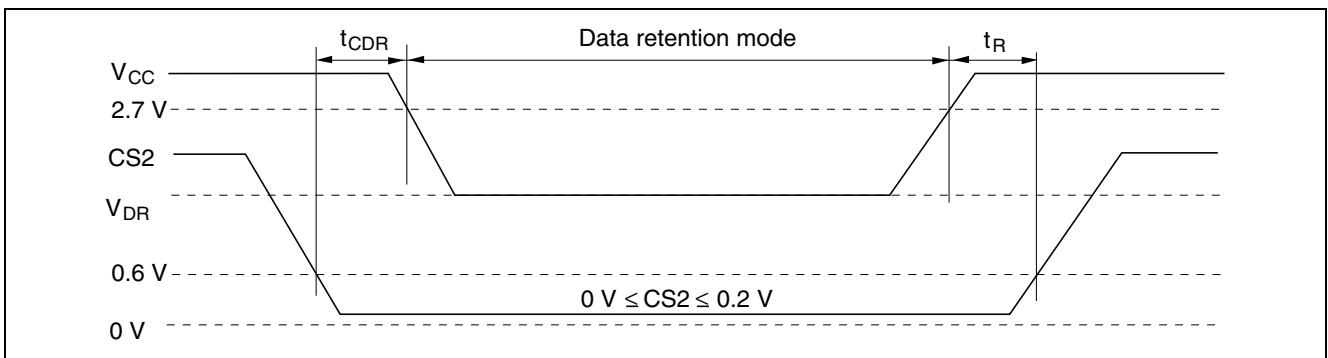 tCDR Data retention mode tR
VCC
2.7 V
CS2
VDR
0.6 V
0 V ≤ CS2 ≤ 0.2 V
0 V